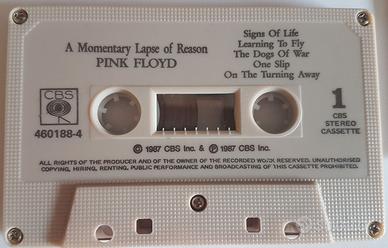 A Momentary Lapse of Reason
PINK FLOYD
Signs Of Life
Learning To Fly
The Dogs Of War
One Slip
On The Turning Away
CBS
460188-4
1
CBS
STEREO
CASSETTE
© 1987 CBS Inc. & ℗ 1987 CBS Inc.
ALL RIGHTS OF THE PRODUCER AND OF THE OWNER OF THE RECORDED WORK RESERVED. UNAUTHORISED
COPYING, HIRING, RENTING, PUBLIC PERFORMANCE AND BROADCASTING OF THIS CASSETTE PROHIBITED.